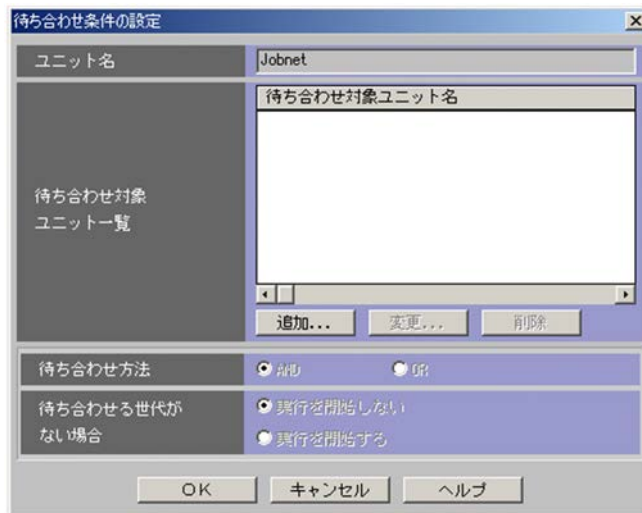 待ち合わせ条件の設定
ユニット名
Jobnet
待ち合わせ対象
ユニット一覧
待ち合わせ対象ユニット名
追加...
変更...
削除
待ち合わせ方法
AND
OR
待ち合わせる世代が
ない場合
実行を開始しない
実行を開始する
OK
キャンセル
ヘルプ